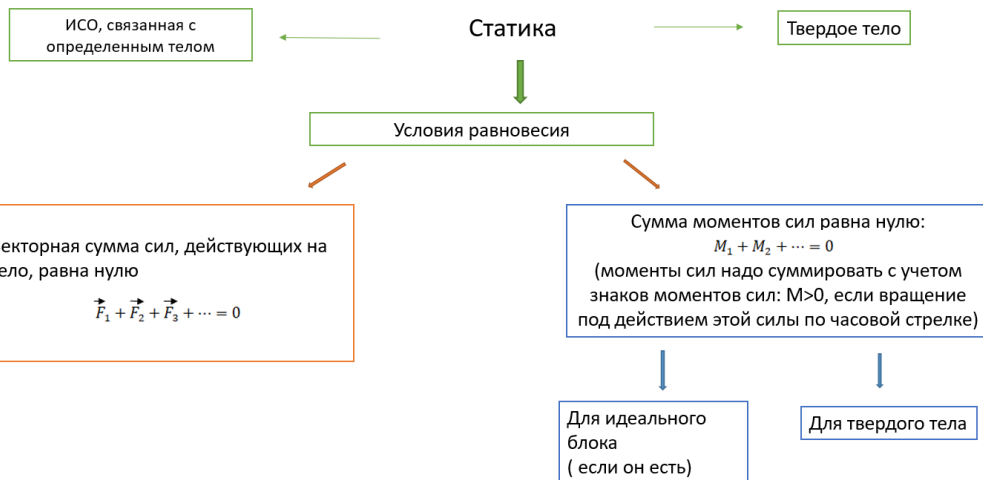 ИСО, связанная с
определенным телом
Статика
Твердое тело
Условия равновесия
екторная сумма сил, действующих на
ело, равна нулю
F₁ + F₂ + F₃ + ⋯ = 0
Сумма моментов сил равна нулю:
M₁ + M₂ + ⋯ = 0
(моменты сил надо суммировать с учетом
знаков моментов сил: М>0, если вращение
под действием этой силы по часовой стрелке)
Для идеального
блока
( если он есть)
Для твердого тела